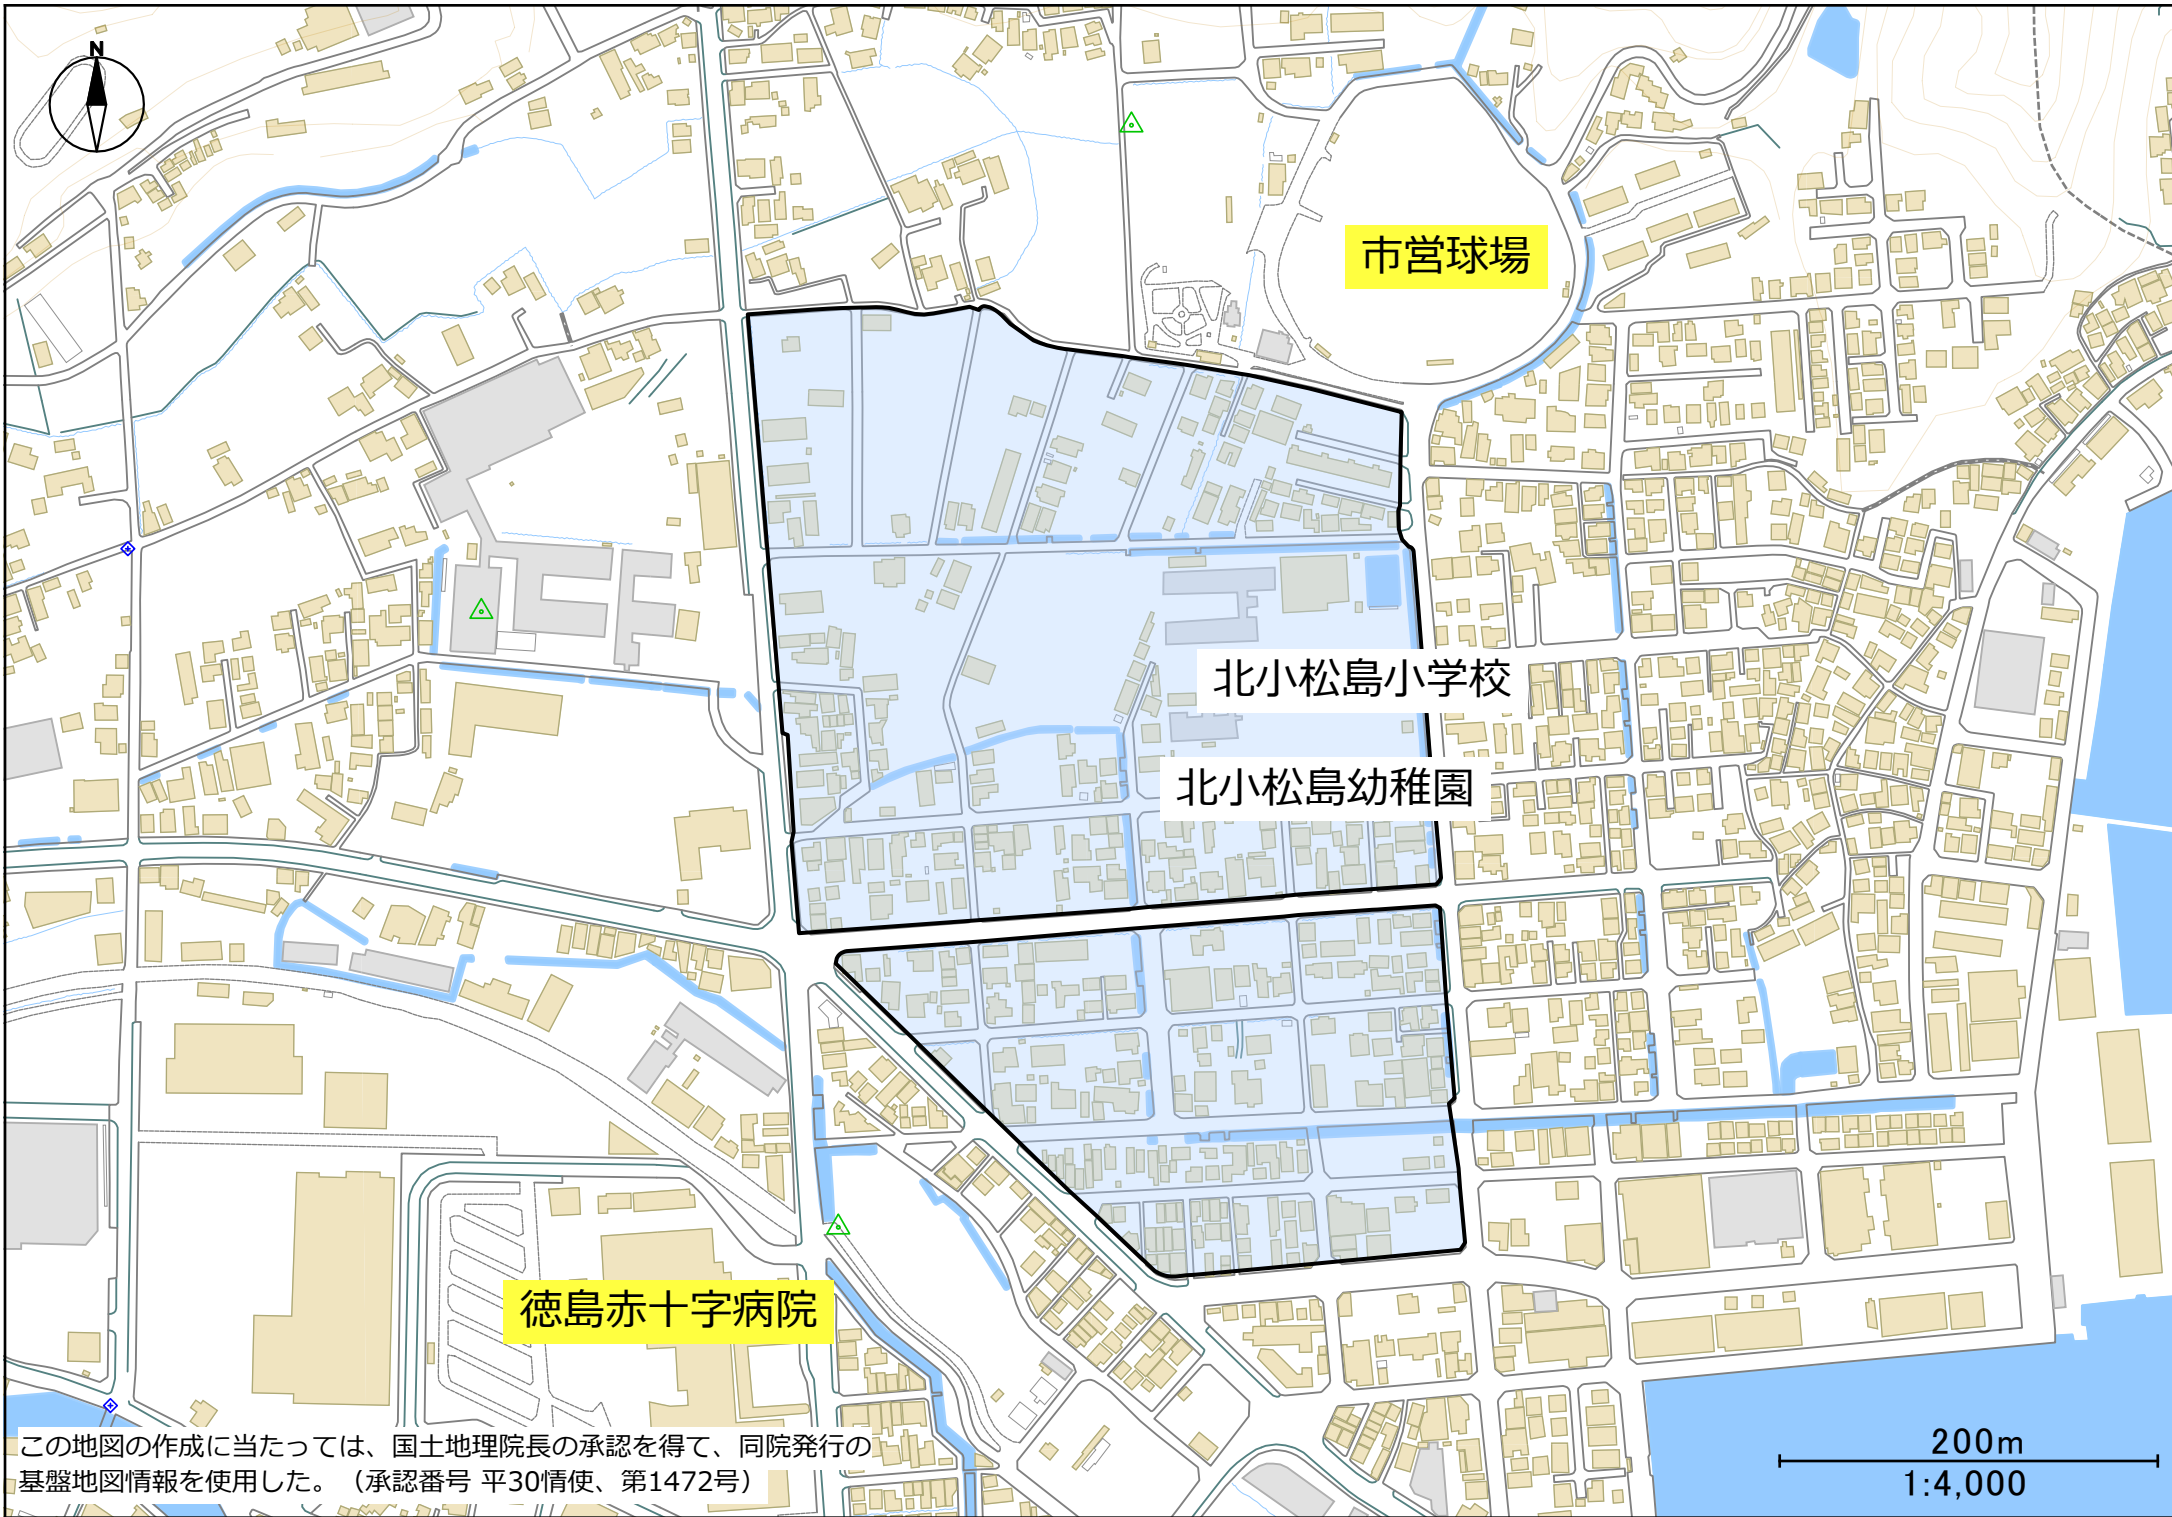 N
市営球場
北小松島小学校
北小松島幼稚園
徳島赤十字病院
この地図の作成に当たっては、国土地理院長の承認を得て、同院発行の
基盤地図情報を使用した。（承認番号 平30情使、第1472号）
200m
1:4,000